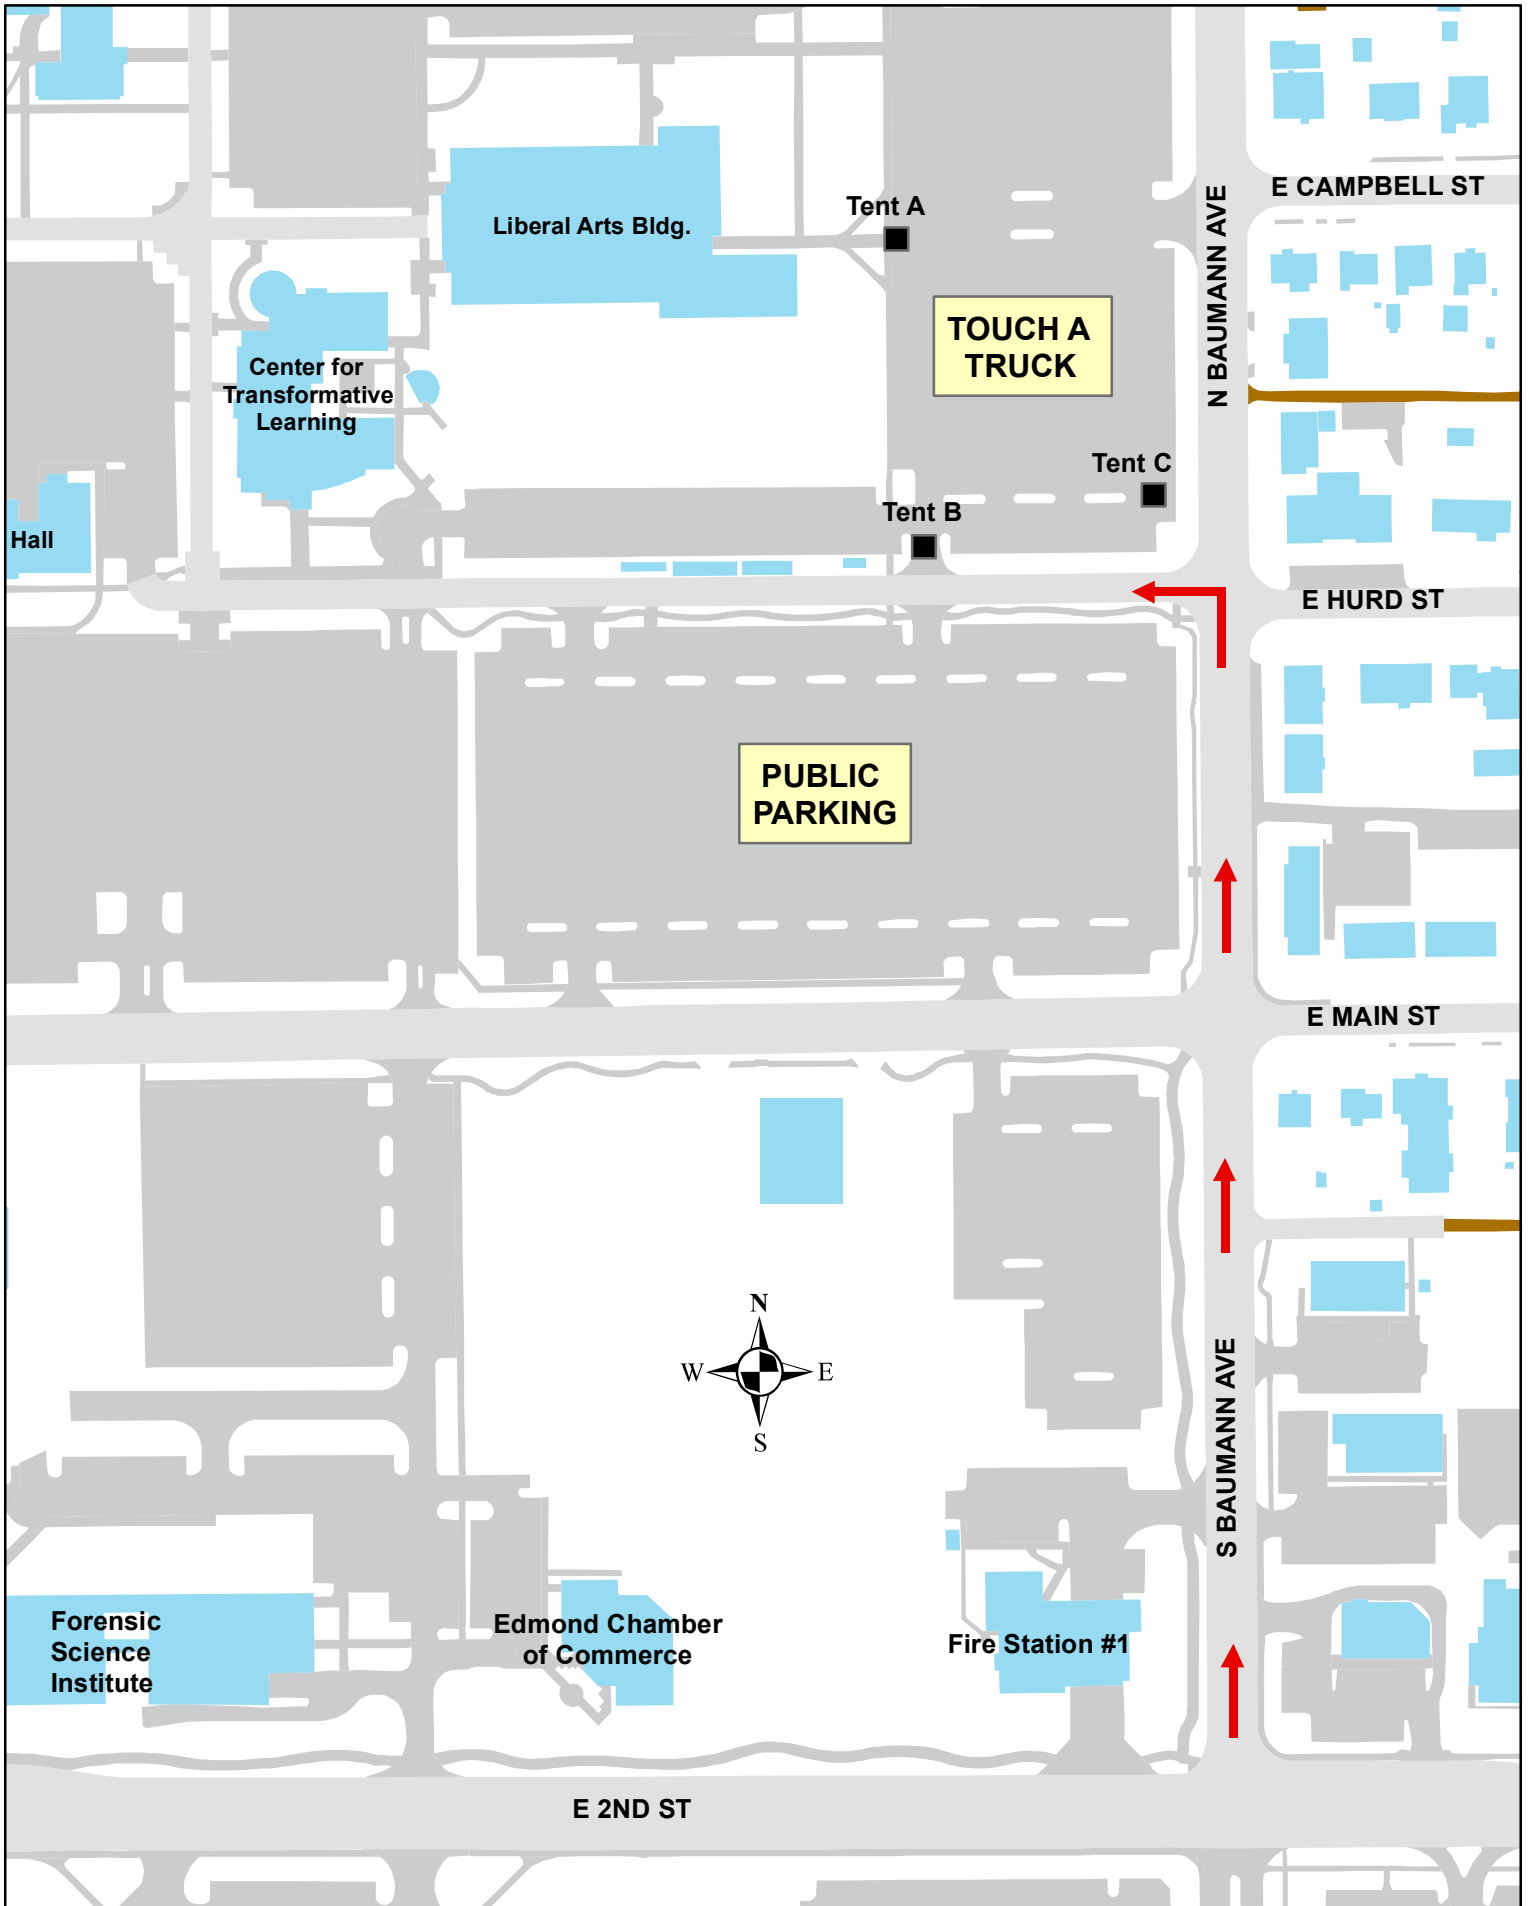 E CAMPBELL ST
N BAUMANN AVE
Tent A
Liberal Arts Bldg.
TOUCH A
TRUCK
Center for
Transformative
Learning
Tent C
Tent B
Hall
E HURD ST
PUBLIC
PARKING
E MAIN ST
N
W
E
S
S BAUMANN AVE
Forensic
Science
Institute
Edmond Chamber
of Commerce
Fire Station #1
E 2ND ST